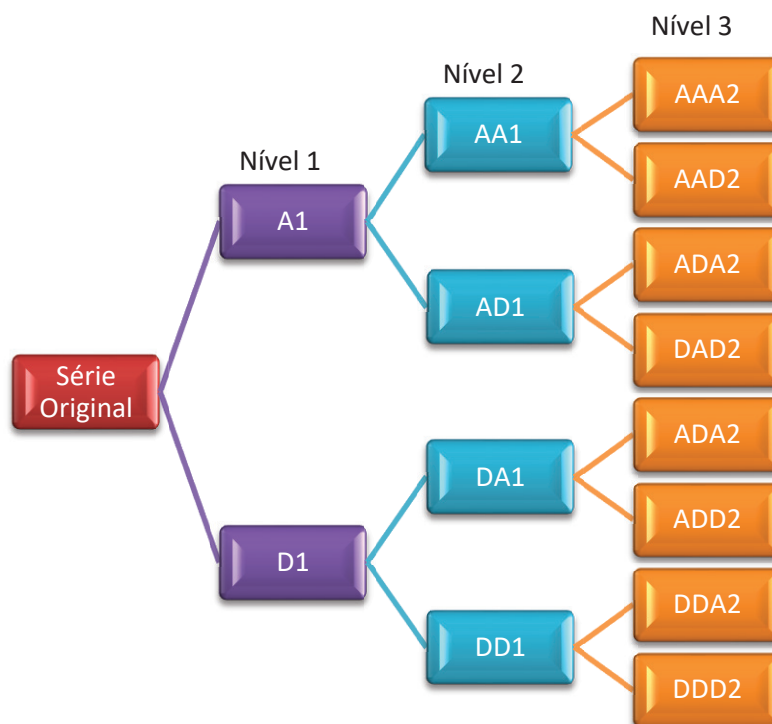 Nível 3
Nível 2
Nível 1
Série
Original
A1
D1
AA1
AD1
DA1
DD1
AAA2
AAD2
ADA2
DAD2
ADA2
ADD2
DDA2
DDD2